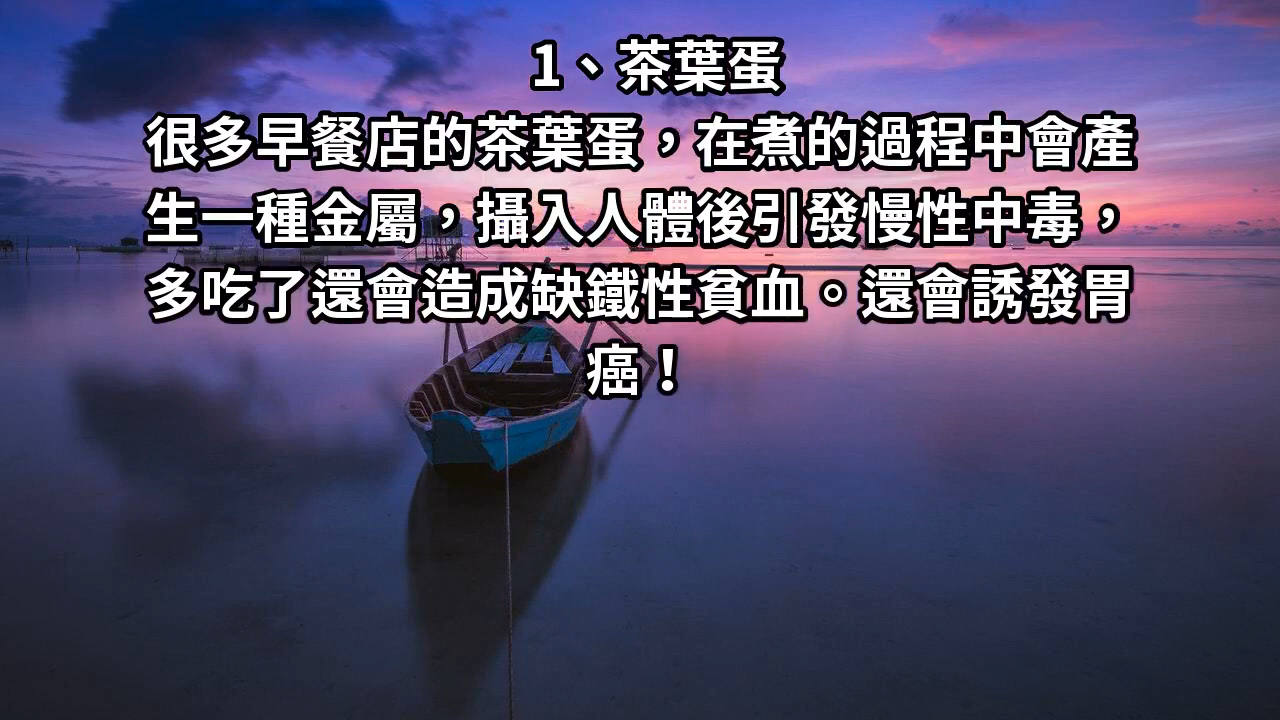 1、茶葉蛋
很多早餐店的茶葉蛋，在煮的過程中會產
生一種金屬，攝入人體後引發慢性中毒，
多吃了還會造成缺鐵性貧血。還會誘發胃
癌！